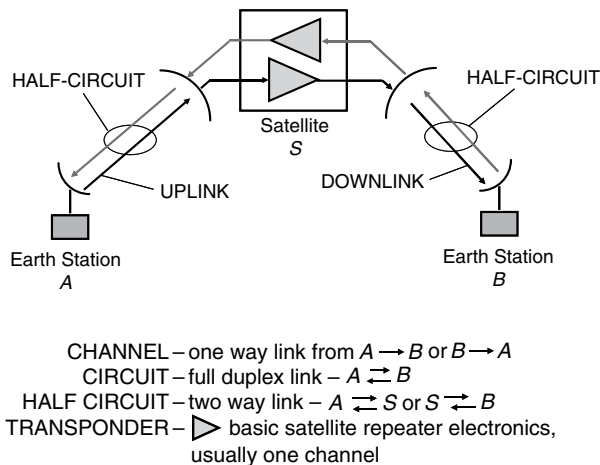 HALF-CIRCUIT
HALF-CIRCUIT
Satellite
S
UPLINK
DOWNLINK
Earth Station
A
Earth Station
B
CHANNEL – one way link from A → B or B → A
CIRCUIT – full duplex link – A ⇄ B
HALF CIRCUIT – two way link – A ⇄ S or S ⇄ B
TRANSPONDER – ▷ basic satellite repeater electronics,
usually one channel